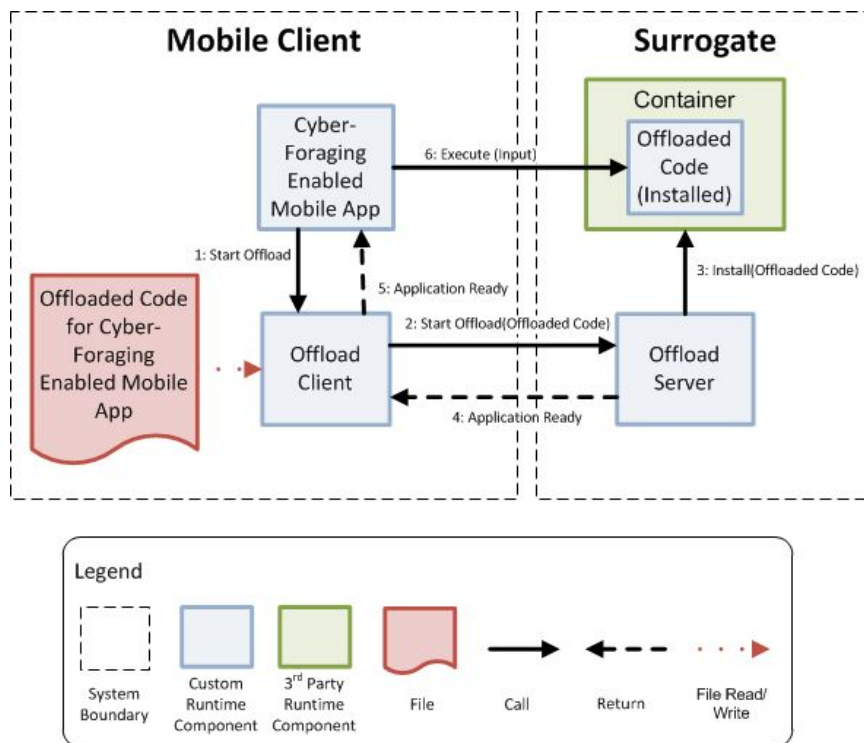 Mobile Client
Surrogate
Cyber-
Foraging
Enabled
Mobile App
Container
Offloaded
Code
(Installed)
6: Execute (Input)
1: Start Offload
5: Application Ready
3: Install(Offloaded Code)
Offloaded Code
for Cyber-
Foraging
Enabled Mobile
App
Offload
Client
2: Start Offload(Offloaded Code)
Offload
Server
4: Application Ready
Legend
System
Boundary
Custom
Runtime
Component
3rd Party
Runtime
Component
File
Call
Return
File Read/
Write